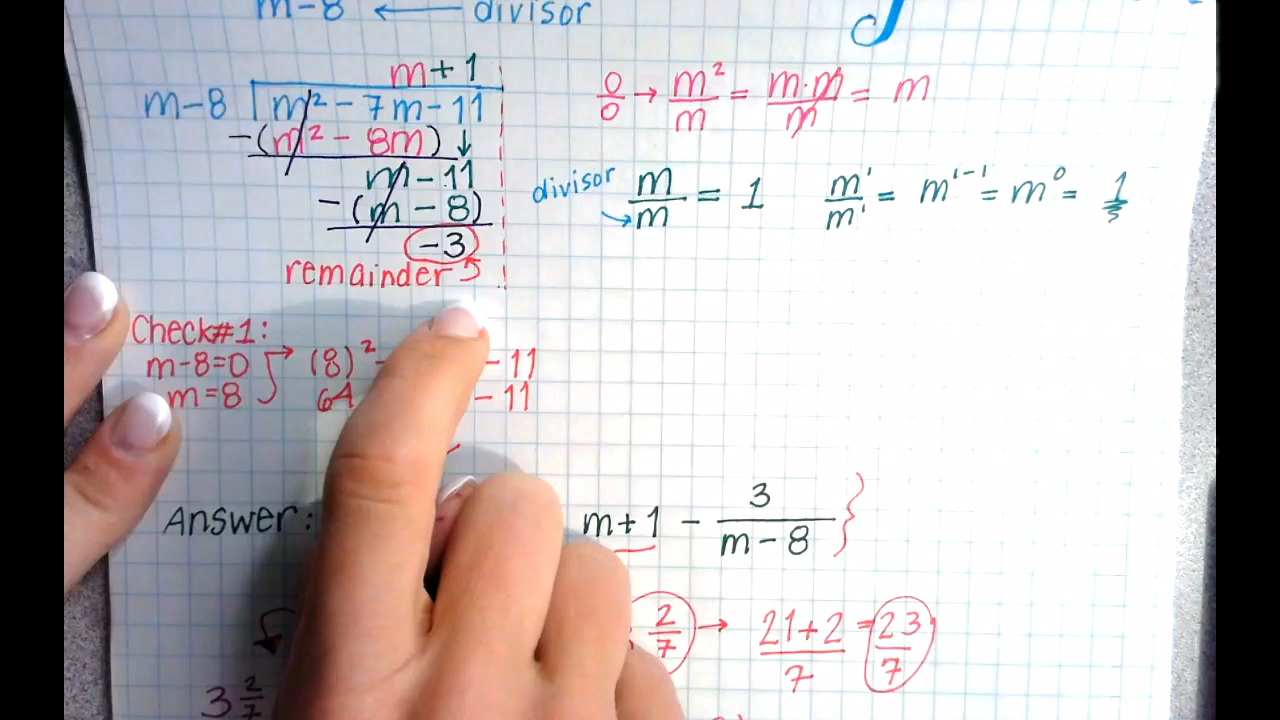 m-8 ← divisor
m+1
m-8 m² - 7m - 11
-(m² - 8m) ↓
m - 11
-(m - 8)
-3
remainder
0/0 → m²/m = m·m/m = m
divisor → m/m = 1
m¹/m¹ = m¹⁻¹ = m⁰ = 1
Check#1:
m-8=0 → (8)² - - 11
m=8 64 - 11
Answer: m+1 - 3/(m-8)
2/7 → (21+2)/7 = 23/7
3 2/7